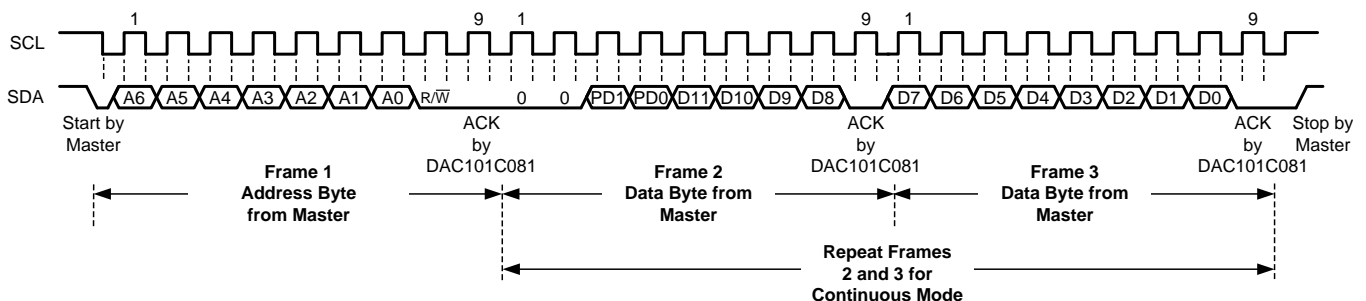 1 9 1 9 1 9
SCL
SDA A6 A5 A4 A3 A2 A1 A0 R/W 0 0 PD1 PD0 D11 D10 D9 D8 D7 D6 D5 D4 D3 D2 D1 D0
Start by
Master
ACK
by
DAC101C081
ACK
by
DAC101C081
ACK
by
DAC101C081
Stop by
Master
Frame 1
Address Byte
from Master
Frame 2
Data Byte from
Master
Frame 3
Data Byte from
Master
Repeat Frames
2 and 3 for
Continuous Mode